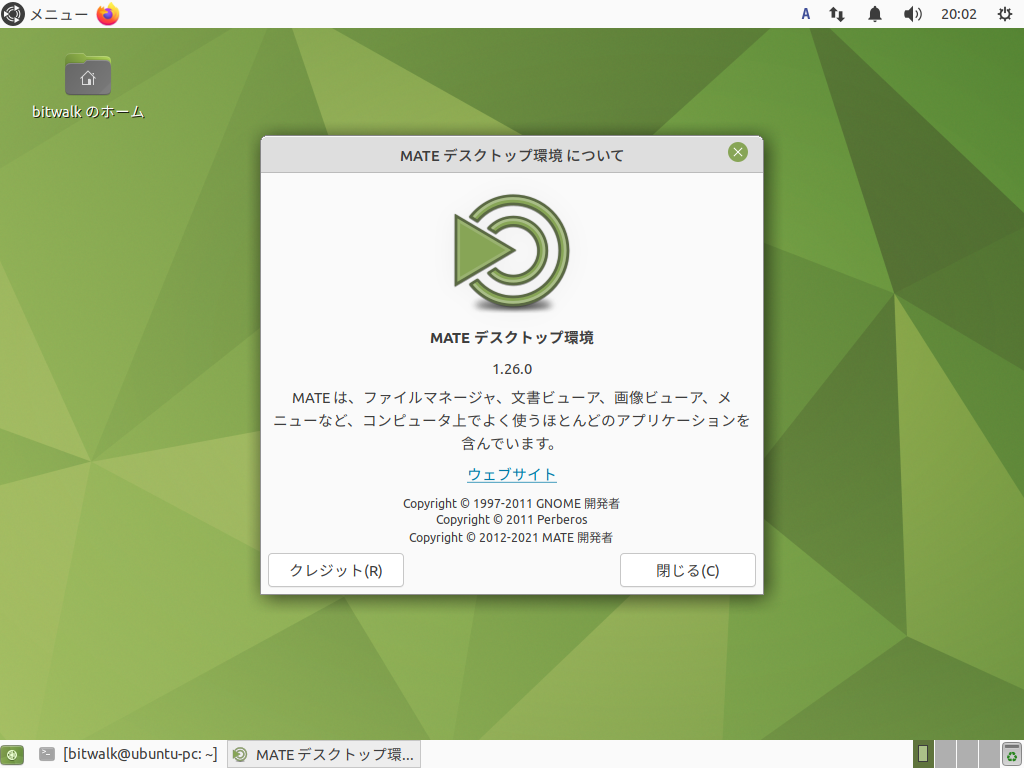 メニュー
A
20:02
bitwalk のホーム
MATE デスクトップ環境 について
MATE デスクトップ環境
1.26.0
MATE は、ファイルマネージャ、文書ビューア、画像ビューア、メ
ニューなど、コンピュータ上でよく使うほとんどのアプリケーションを
含んでいます。
ウェブサイト
Copyright © 1997-2011 GNOME 開発者
Copyright © 2011 Perberos
Copyright © 2012-2021 MATE 開発者
クレジット(R)
閉じる(C)
[bitwalk@ubuntu-pc: ~]
MATE デスクトップ環...